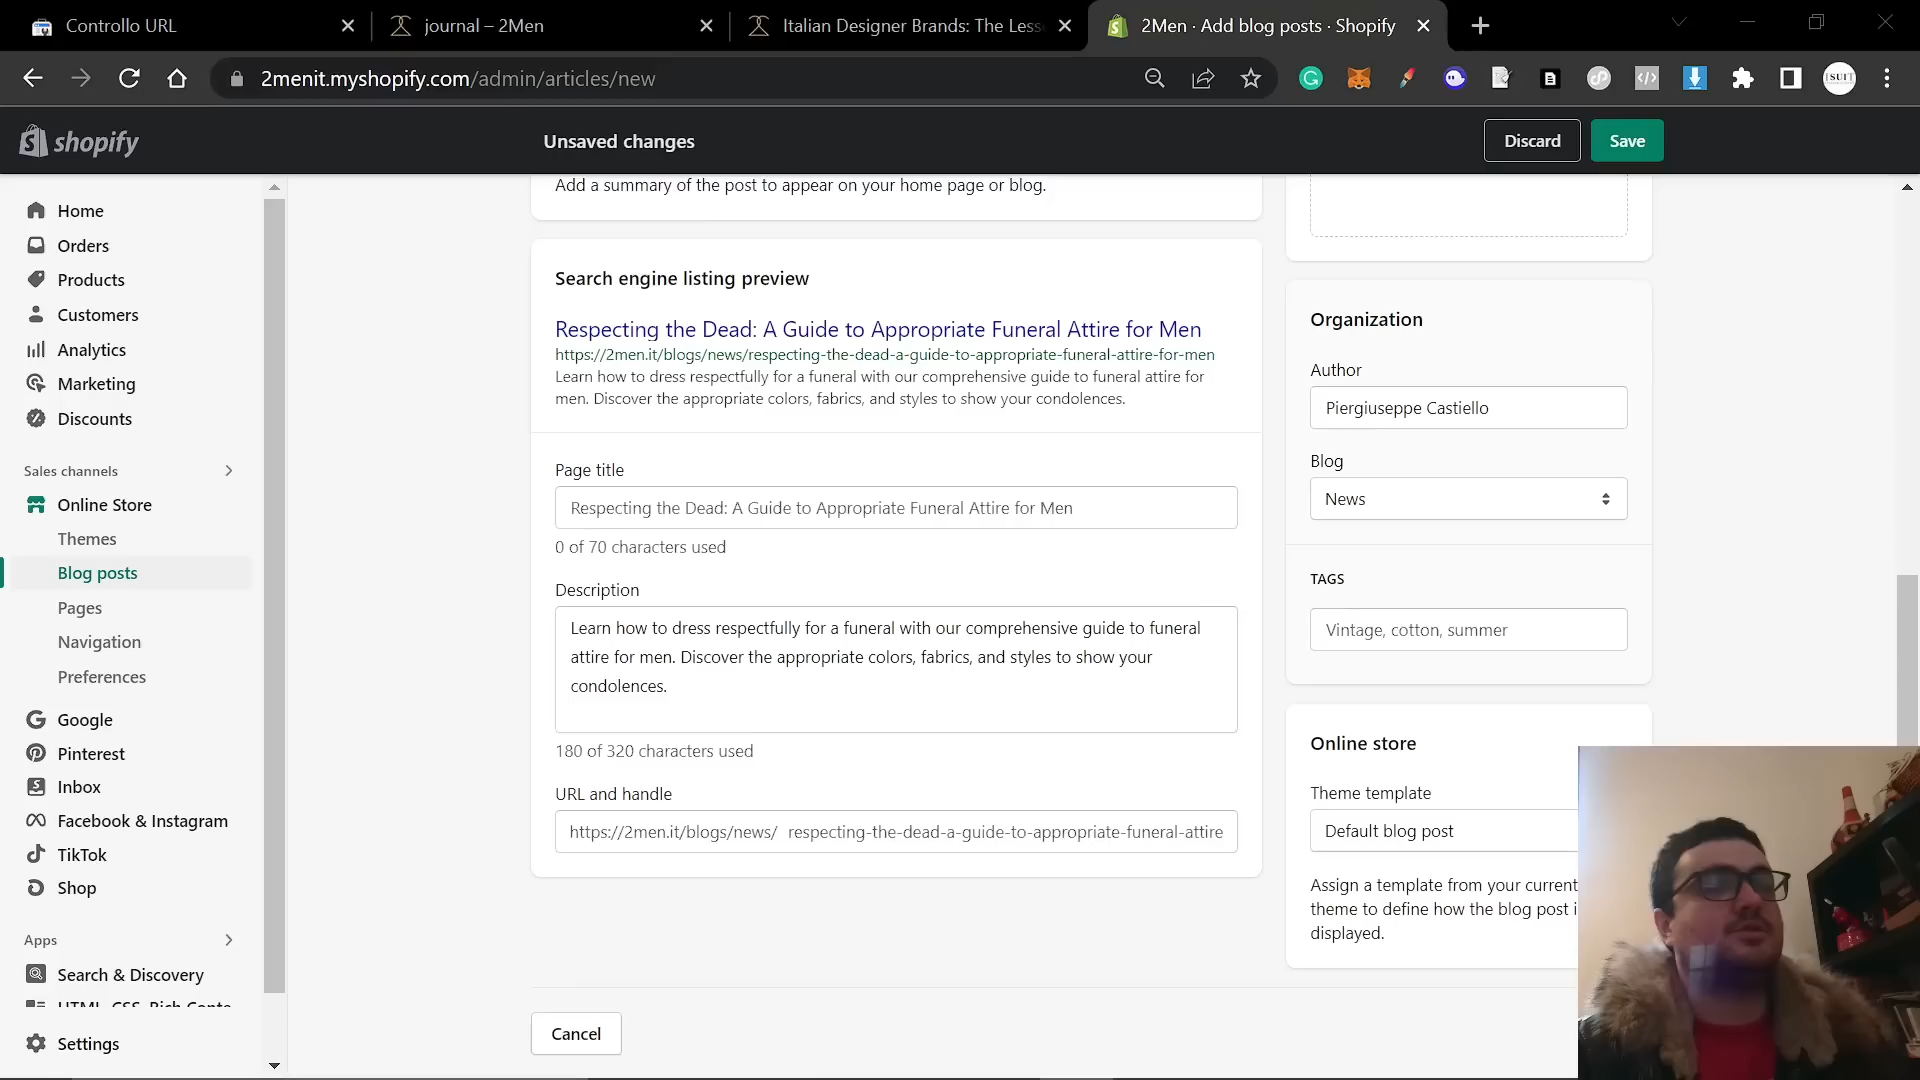 Controllo URL
journal – 2Men
Italian Designer Brands: The Less
2Men · Add blog posts · Shopify
2menit.myshopify.com/admin/articles/new
shopify
Unsaved changes
Discard
Save
Home
Orders
Products
Customers
Analytics
Marketing
Discounts
Sales channels
Online Store
Themes
Blog posts
Pages
Navigation
Preferences
Google
Pinterest
Inbox
Facebook & Instagram
TikTok
Shop
Apps
Search & Discovery
HTML, CSS, Rich Conte
Settings
Add a summary of the post to appear on your home page or blog.
Search engine listing preview
Respecting the Dead: A Guide to Appropriate Funeral Attire for Men
https://2men.it/blogs/news/respecting-the-dead-a-guide-to-appropriate-funeral-attire-for-men
Learn how to dress respectfully for a funeral with our comprehensive guide to funeral attire for
men. Discover the appropriate colors, fabrics, and styles to show your condolences.
Page title
Respecting the Dead: A Guide to Appropriate Funeral Attire for Men
0 of 70 characters used
Description
Learn how to dress respectfully for a funeral with our comprehensive guide to funeral
attire for men. Discover the appropriate colors, fabrics, and styles to show your
condolences.
180 of 320 characters used
URL and handle
https://2men.it/blogs/news/ respecting-the-dead-a-guide-to-appropriate-funeral-attire
Cancel
Organization
Author
Piergiuseppe Castiello
Blog
News
TAGS
Vintage, cotton, summer
Online store
Theme template
Default blog post
Assign a template from your current
theme to define how the blog post i
displayed.